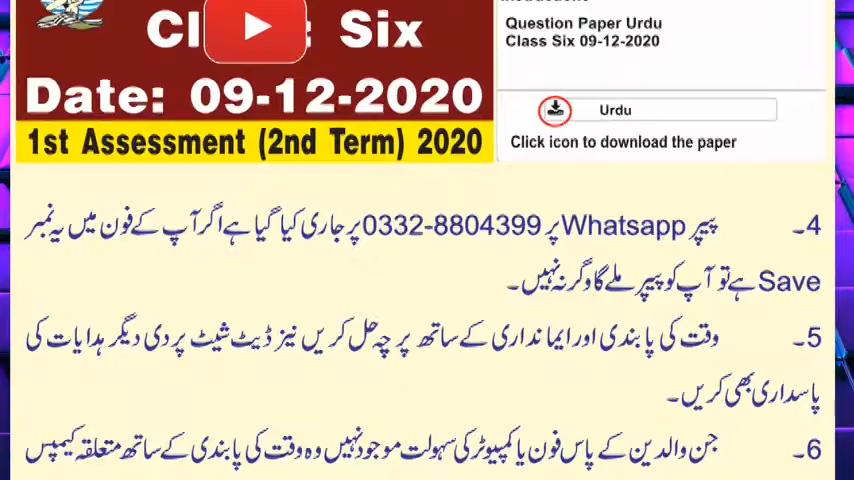 Class: Six
Date: 09-12-2020
1st Assessment (2nd Term) 2020
Question Paper Urdu
Class Six 09-12-2020
Urdu
Click icon to download the paper
4۔ پیپر Whatsapp پر 0332-8804399 پر جاری کیا گیا ہے اگر آپ کے فون میں یہ نمبر
Save ہے تو آپ کو پیپر ملے گا وگرنہ نہیں۔
5۔ وقت کی پابندی اور ایمانداری کے ساتھ پرچہ حل کریں نیز ڈیٹ شیٹ پر دی دیگر ہدایات کی
پاسداری بھی کریں۔
6۔ جن والدین کے پاس فون یا کمپیوٹر کی سہولت موجود نہیں وہ وقت کی پابندی کے ساتھ متعلقہ کیمپس